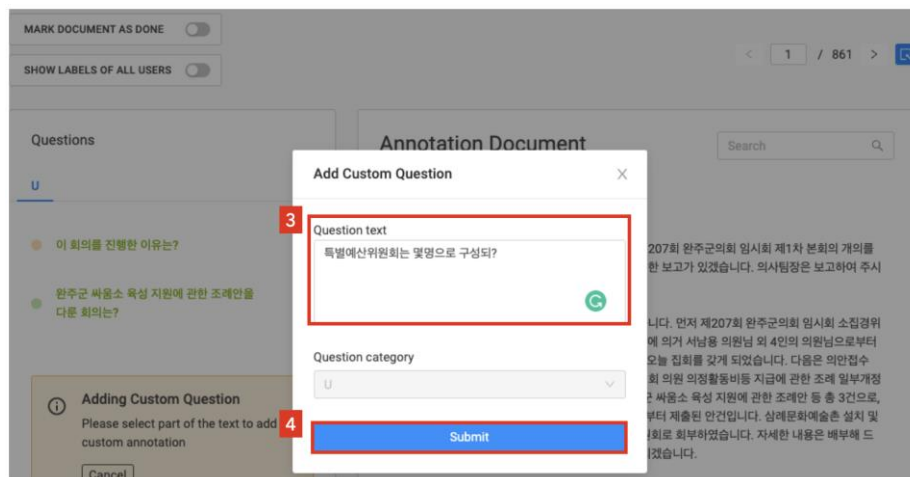 MARK DOCUMENT AS DONE
SHOW LABELS OF ALL USERS
< 1 / 861 >
Questions
U
이 회의를 진행한 이유는?
완주군 싸움소 육성 지원에 관한 조례안을
다룬 회의는?
Adding Custom Question
Please select part of the text to add
custom annotation
Cancel
Annotation Document
Search
Add Custom Question
3
Question text
특별예산위원회는 몇명으로 구성되?
Question category
U
4
Submit
207회 완주군의회 임시회 제1차 본회의 개의를
한 보고가 있겠습니다. 의사팀장은 보고하여 주시
니다. 먼저 제207회 완주군의회 임시회 소집경위
에 의거 서남용 의원님 외 4인의 의원님으로부터
오늘 집회를 갖게 되었습니다. 다음은 의안접수
회 의원 의정활동비등 지급에 관한 조례 일부개정
싸움소 육성 지원에 관한 조례안 등 총 3건으로,
부터 제출된 안건입니다. 삼례문화예술촌 설치 및
회로 회부하였습니다. 자세한 내용은 배부해 드
겠습니다.